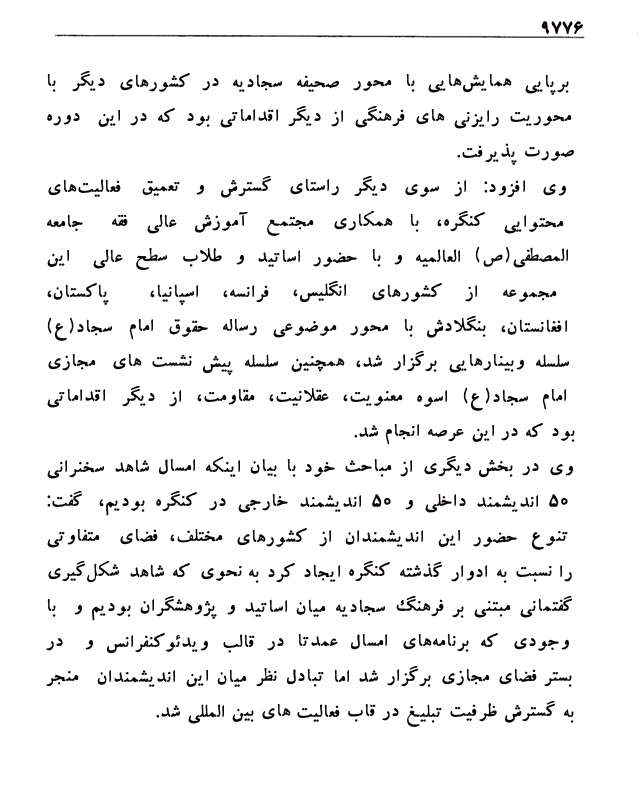 ۹۷۷۶
برپایی همایش‌هایی با محور صحیفه سجادیه در کشورهای دیگر با
محوریت رایزنی های فرهنگی از دیگر اقداماتی بود که در این دوره
صورت پذیرفت.
وی افزود: از سوی دیگر راستای گسترش و تعمیق فعالیت‌های
محتوایی کنگره، با همکاری مجتمع آموزش عالی فقه جامعه
المصطفی(ص) العالمیه و با حضور اساتید و طلاب سطح عالی این
مجموعه از کشورهای انگلیس، فرانسه، اسپانیا، پاکستان،
افغانستان، بنگلادش با محور موضوعی رساله حقوق امام سجاد(ع)
سلسله وبینارهایی برگزار شد، همچنین سلسله پیش نشست های مجازی
امام سجاد(ع) اسوه معنویت، عقلانیت، مقاومت، از دیگر اقداماتی
بود که در این عرصه انجام شد.
وی در بخش دیگری از مباحث خود با بیان اینکه امسال شاهد سخنرانی
۵۰ اندیشمند داخلی و ۵۰ اندیشمند خارجی در کنگره بودیم، گفت:
تنوع حضور این اندیشمندان از کشورهای مختلف، فضای متفاوتی
را نسبت به ادوار گذشته کنگره ایجاد کرد به نحوی که شاهد شکل‌گیری
گفتمانی مبتنی بر فرهنگ سجادیه میان اساتید و پژوهشگران بودیم و با
وجودی که برنامه‌های امسال عمدتا در قالب ویدئوکنفرانس و در
بستر فضای مجازی برگزار شد اما تبادل نظر میان این اندیشمندان منجر
به گسترش ظرفیت تبلیغ در قاب فعالیت های بین المللی شد.